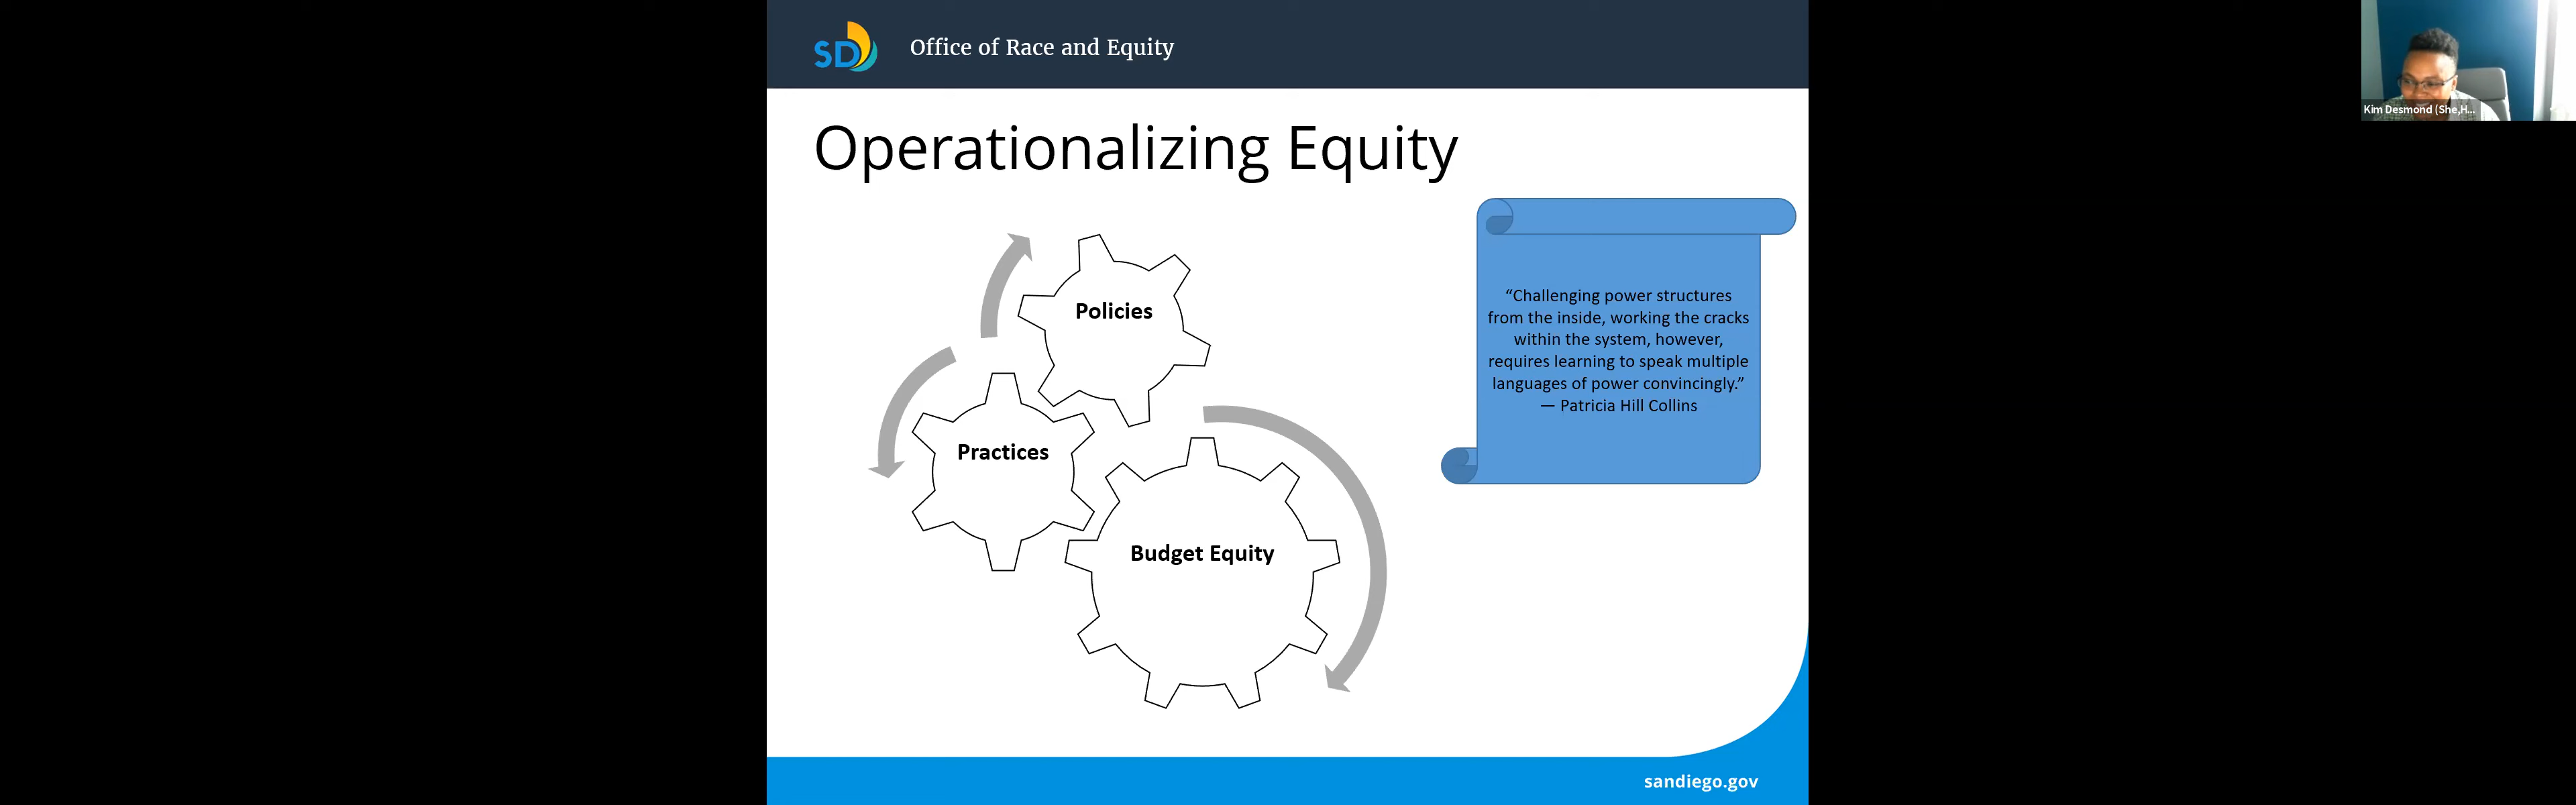 SD
Office of Race and Equity
Kim Desmond (She,H...
Operationalizing Equity
Policies
Practices
Budget Equity
“Challenging power structures
from the inside, working the cracks
within the system, however,
requires learning to speak multiple
languages of power convincingly.”
— Patricia Hill Collins
sandiego.gov